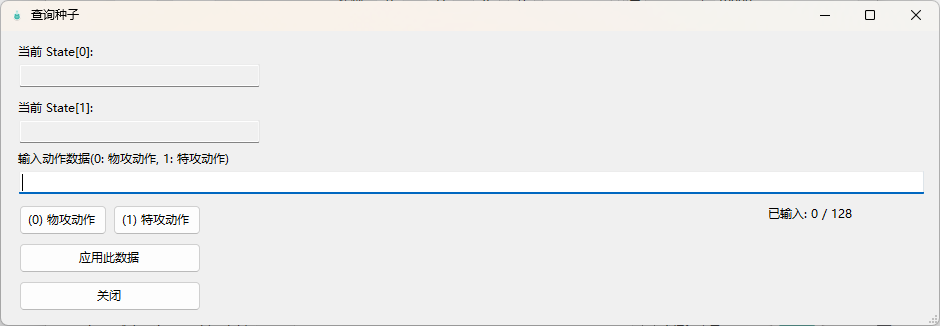 查询种子
当前 State[0]:
当前 State[1]:
输入动作数据(0: 物攻动作, 1: 特攻动作)
(0) 物攻动作 (1) 特攻动作 已输入: 0 / 128
应用此数据
关闭